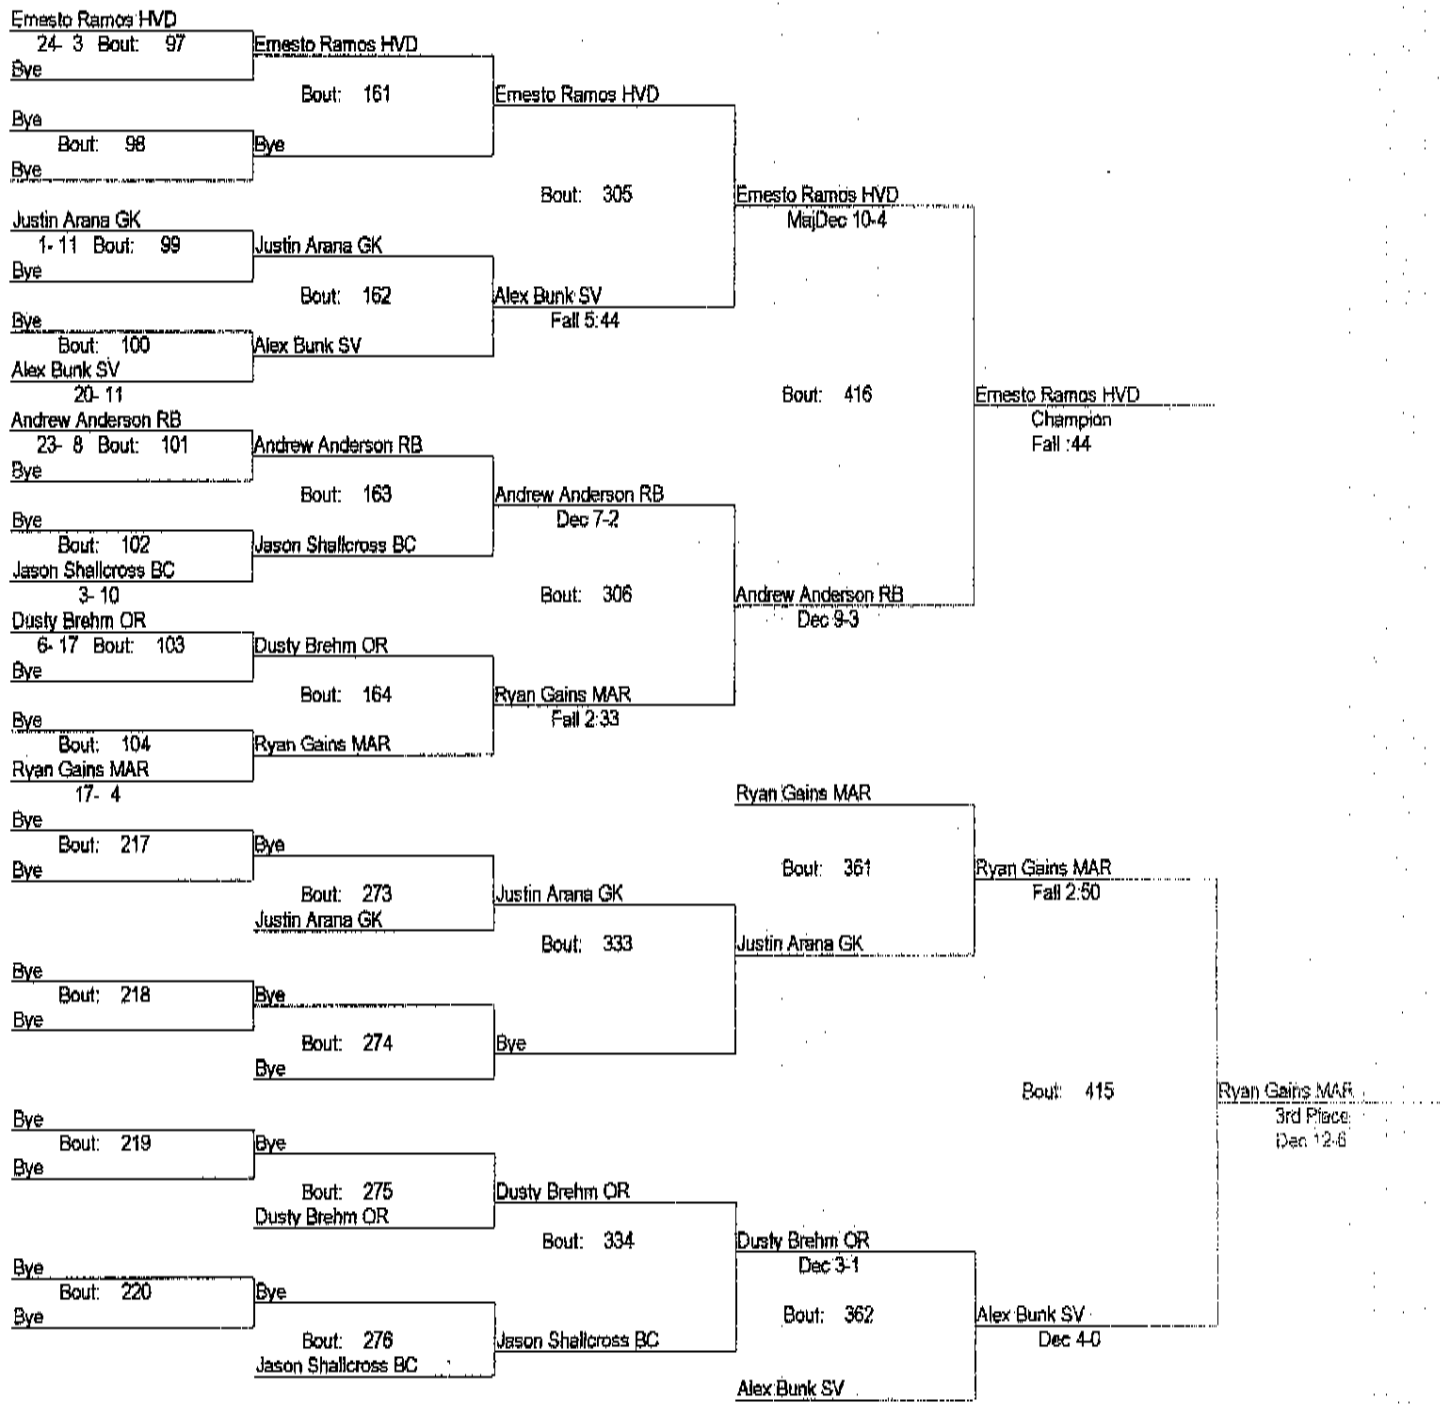 Ernesto Ramos HVD
24- 3 Bout: 97
Ernesto Ramos HVD
Bye
Bout: 161
Ernesto Ramos HVD
Bye
Bout: 98
Bye
Bye
Bout: 305
Ernesto Ramos HVD
MajDec 10-4
Justin Arana GK
1- 11 Bout: 99
Justin Arana GK
Bye
Bout: 162
Alex Bunk SV
Fall 5:44
Bye
Bout: 100
Alex Bunk SV
Alex Bunk SV
20- 11
Bout: 416
Ernesto Ramos HVD
Champion
Fall :44
Andrew Anderson RB
23- 8 Bout: 101
Andrew Anderson RB
Bye
Bout: 163
Andrew Anderson RB
Dec 7-2
Bye
Bout: 102
Jason Shallcross BC
Jason Shallcross BC
3- 10
Bout: 306
Andrew Anderson RB
Dec 9-3
Dusty Brehm OR
6- 17 Bout: 103
Dusty Brehm OR
Bye
Bout: 164
Ryan Gains MAR
Fall 2:33
Bye
Bout: 104
Ryan Gains MAR
Ryan Gains MAR
17- 4
Ryan Gains MAR
Bye
Bout: 217
Bye
Bye
Bout: 361
Ryan Gains MAR
Fall 2:50
Bout: 273
Justin Arana GK
Justin Arana GK
Bout: 333
Justin Arana GK
Bye
Bout: 218
Bye
Bye
Bout: 274
Bye
Bye
Bout: 415
Ryan Gains MAR
3rd Place
Dec 12-6
Bye
Bout: 219
Bye
Bye
Bout: 275
Dusty Brehm OR
Dusty Brehm OR
Bout: 334
Dusty Brehm OR
Dec 3-1
Bye
Bout: 220
Bye
Bye
Bout: 362
Alex Bunk SV
Dec 4-0
Bout: 276
Jason Shallcross BC
Jason Shallcross BC
Alex Bunk SV